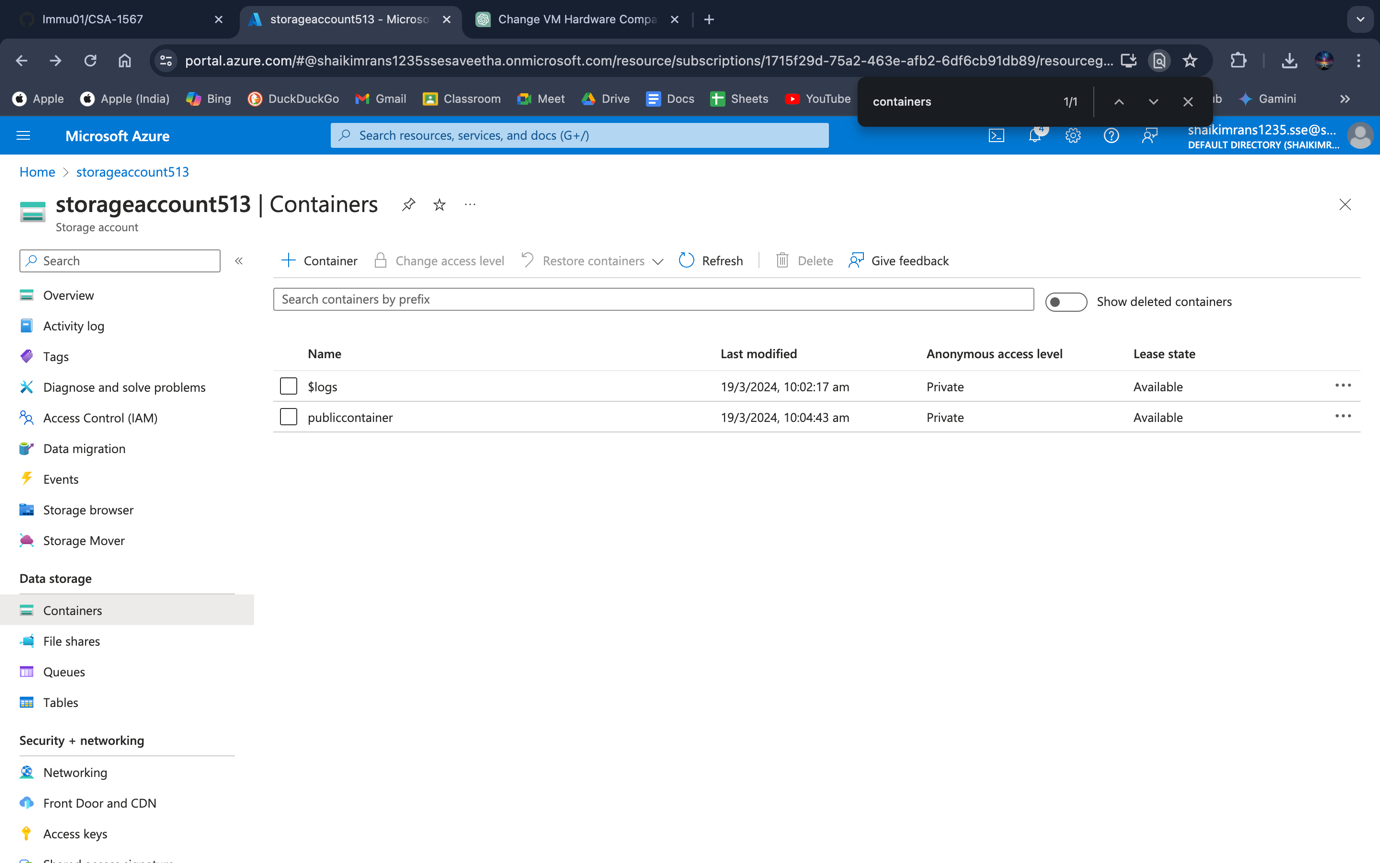 Immu01/CSA-1567
storageaccount513 - Microso
Change VM Hardware Compa
portal.azure.com/#@shaikimrans1235ssesaveetha.onmicrosoft.com/resource/subscriptions/1715f29d-75a2-463e-afb2-6df6cb91db89/resourceg...
Apple
Apple (India)
Bing
DuckDuckGo
Gmail
Classroom
Meet
Drive
Docs
Sheets
YouTube
containers
1/1
ub
Gamini
Microsoft Azure
Search resources, services, and docs (G+/)
4
shaikimrans1235.sse@s...
DEFAULT DIRECTORY (SHAIKIMR...
Home > storageaccount513
storageaccount513 | Containers
Storage account
Search
Container
Change access level
Restore containers
Refresh
Delete
Give feedback
Search containers by prefix
Show deleted containers
Name Last modified Anonymous access level Lease state
$logs 19/3/2024, 10:02:17 am Private Available
publiccontainer 19/3/2024, 10:04:43 am Private Available
Overview
Activity log
Tags
Diagnose and solve problems
Access Control (IAM)
Data migration
Events
Storage browser
Storage Mover
Data storage
Containers
File shares
Queues
Tables
Security + networking
Networking
Front Door and CDN
Access keys